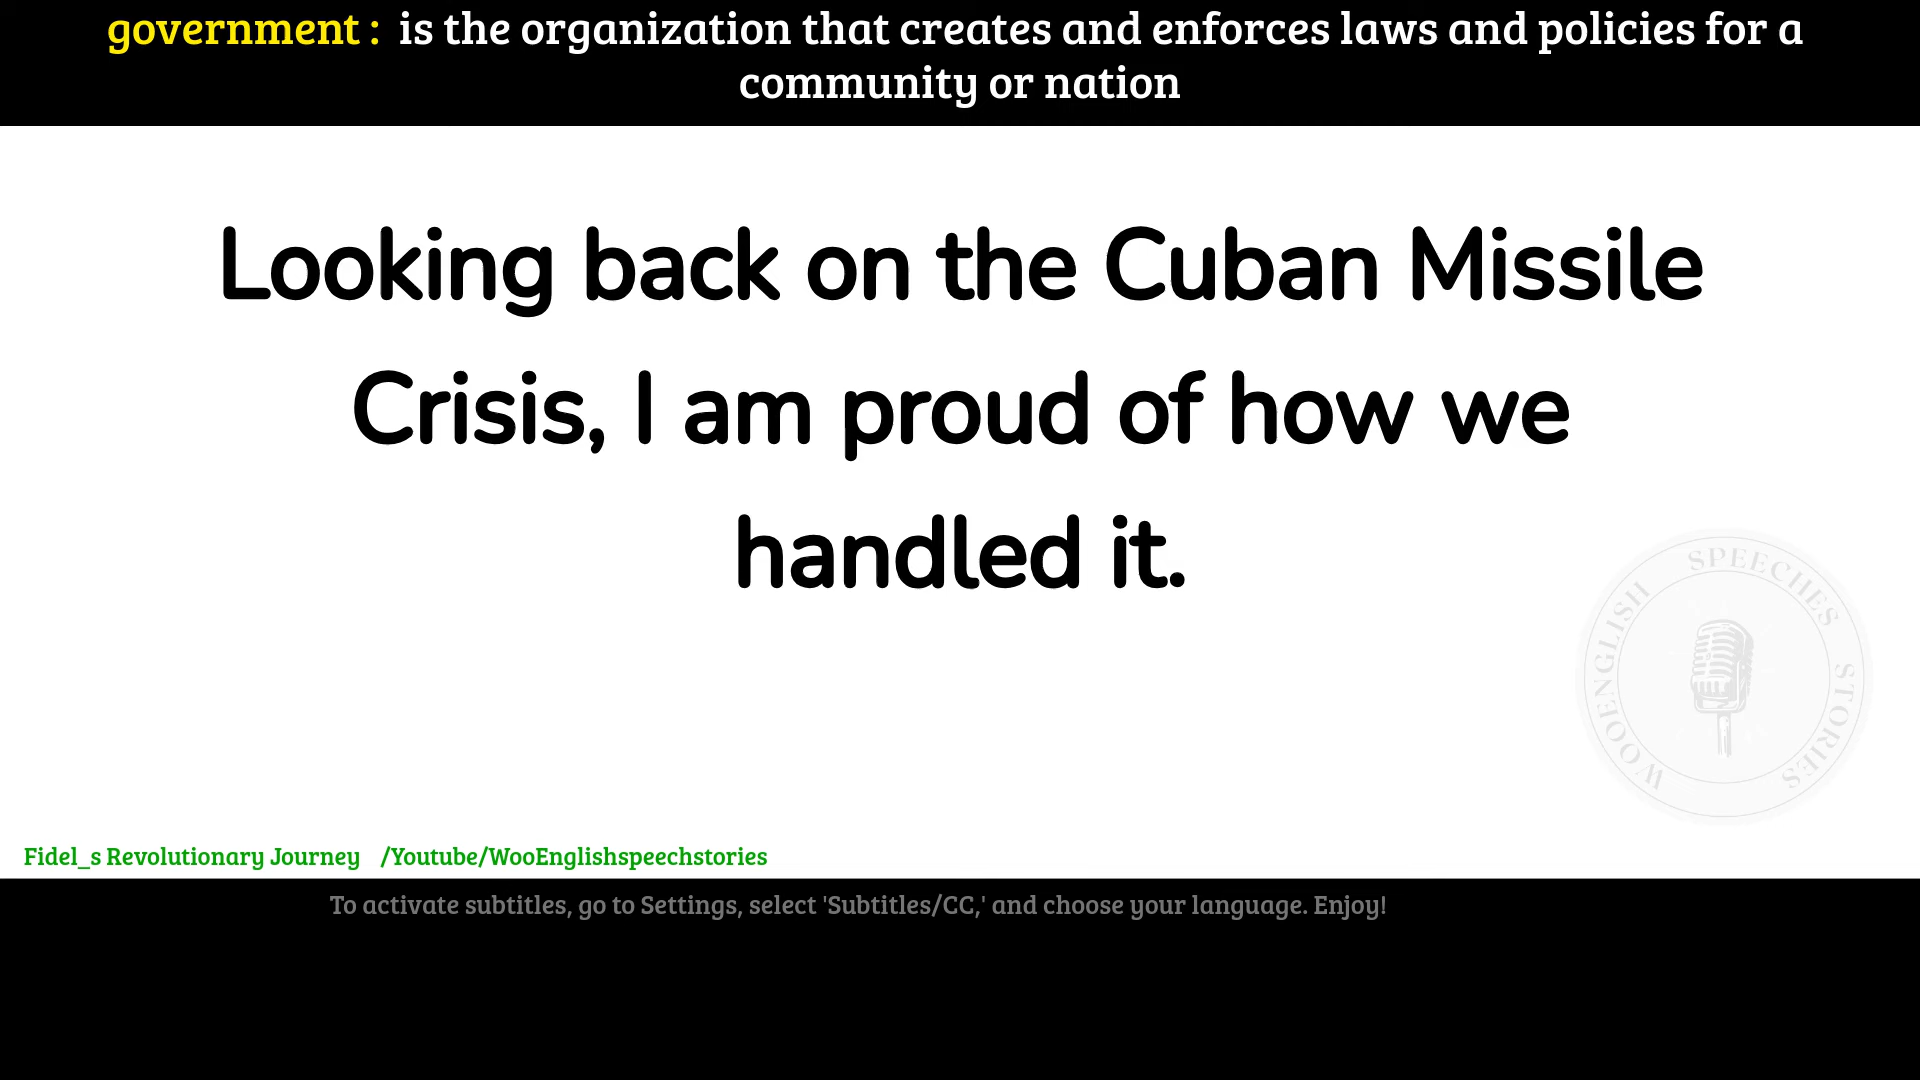 government : is the organization that creates and enforces laws and policies for a
community or nation
Looking back on the Cuban Missile
Crisis, I am proud of how we
handled it.
WOOENGLISH SPEECHES STORIES
Fidel_s Revolutionary Journey /Youtube/WooEnglishspeechstories
To activate subtitles, go to Settings, select 'Subtitles/CC,' and choose your language. Enjoy!